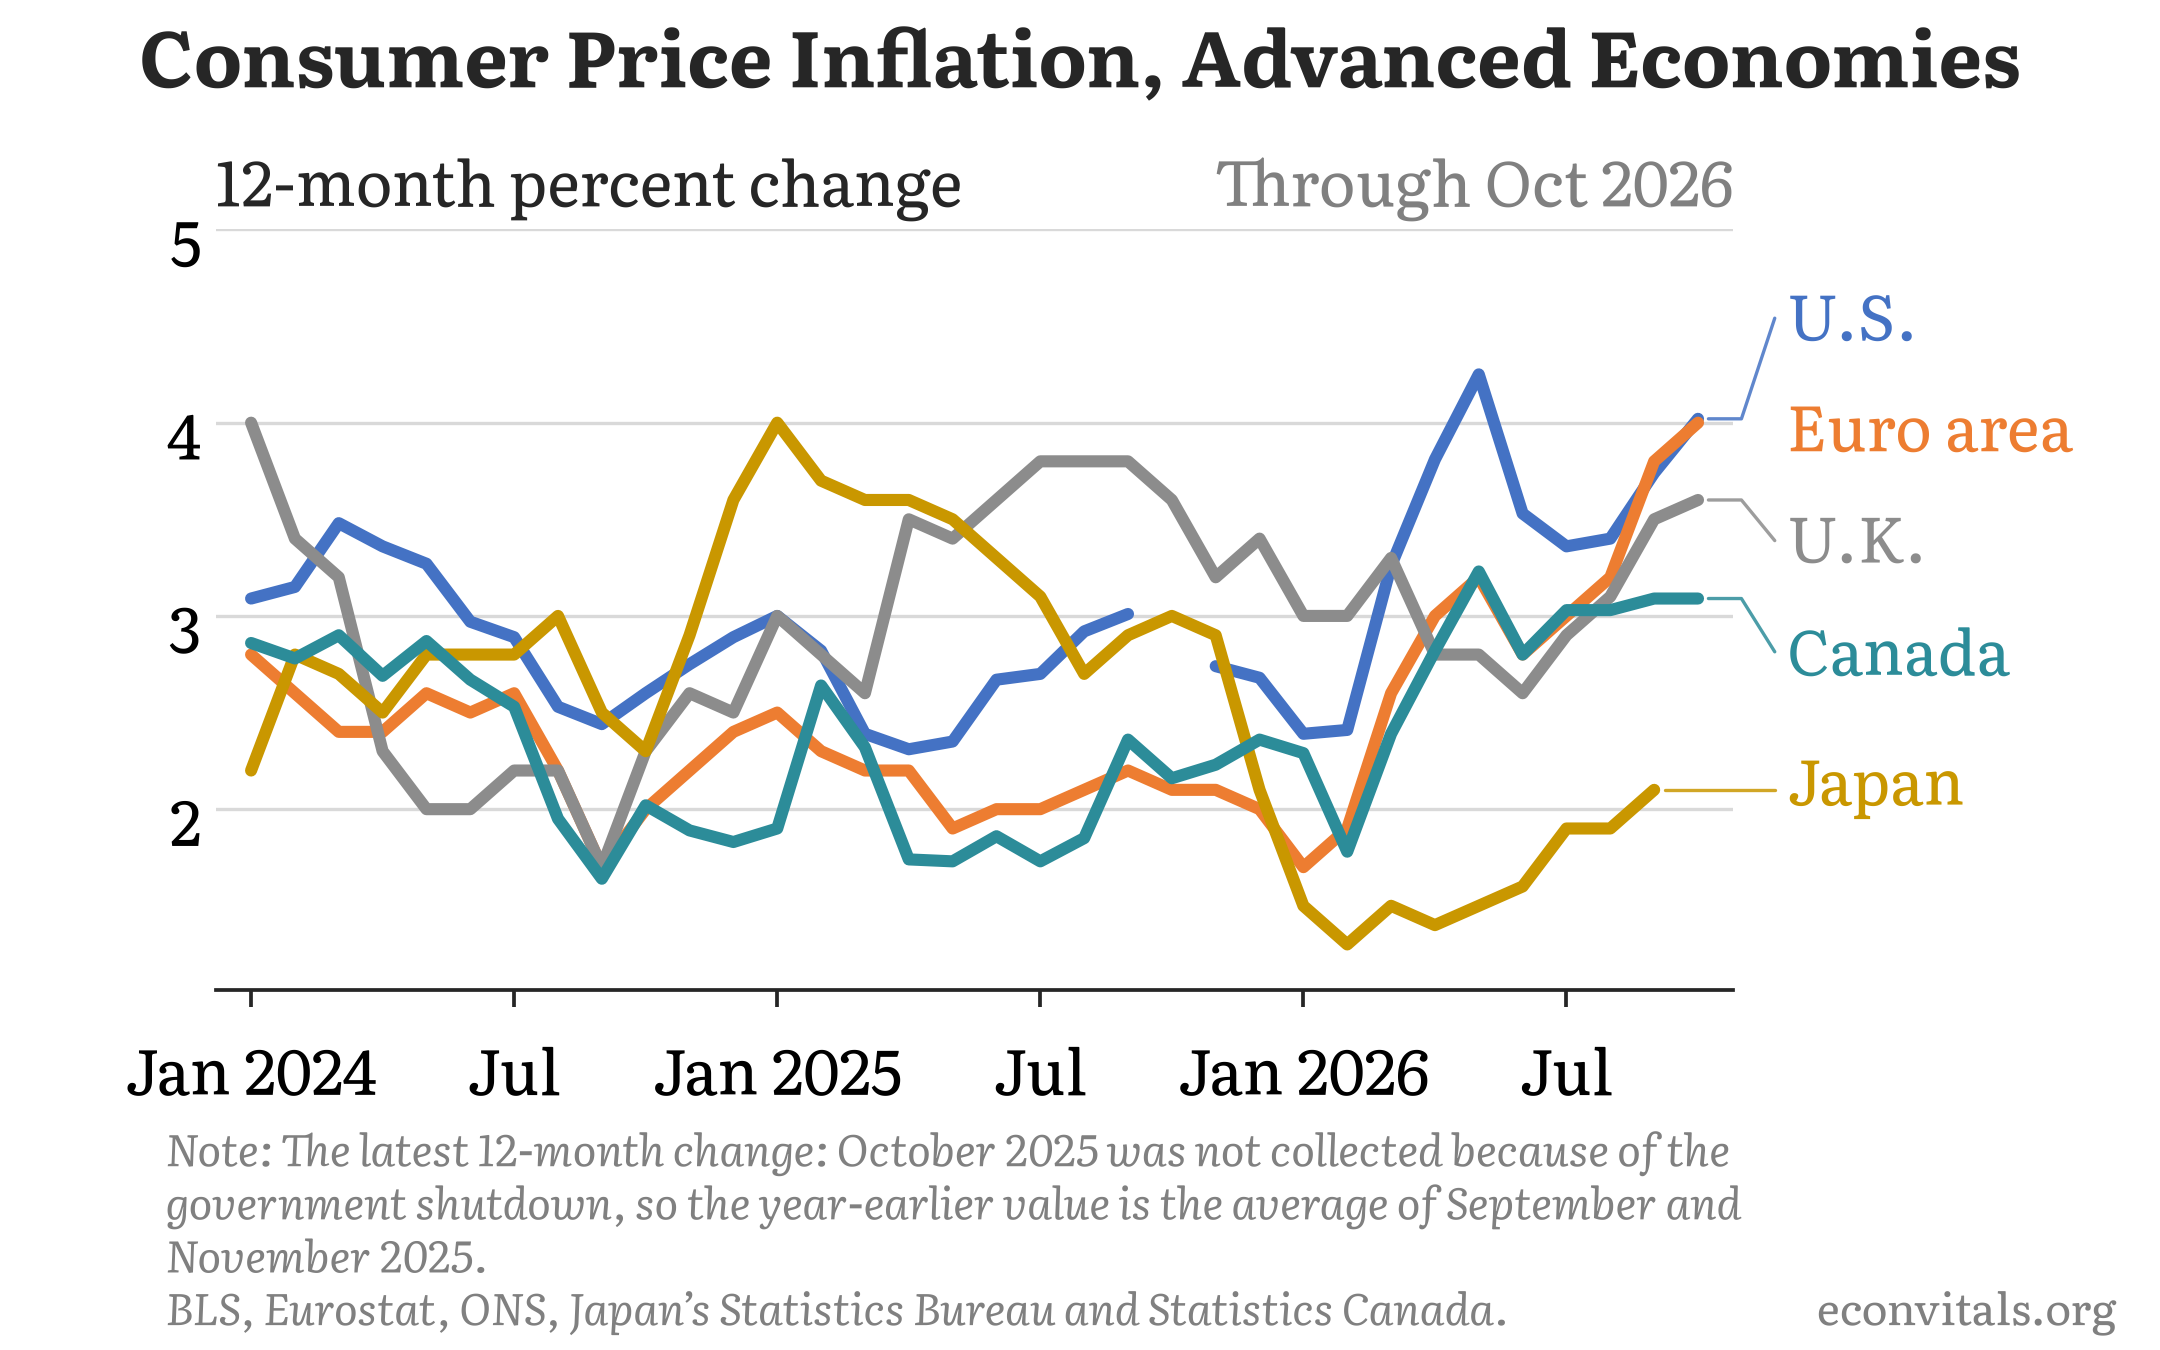 Consumer Price Inflation, Advanced Economies
12-month percent change
Through Oct 2026
5
4
3
2
U.S.
Euro area
U.K.
Canada
Japan
Jan 2024
Jul
Jan 2025
Jul
Jan 2026
Jul
Note: The latest 12-month change: October 2025 was not collected because of the
government shutdown, so the year-earlier value is the average of September and
November 2025.
BLS, Eurostat, ONS, Japan’s Statistics Bureau and Statistics Canada.
econvitals.org